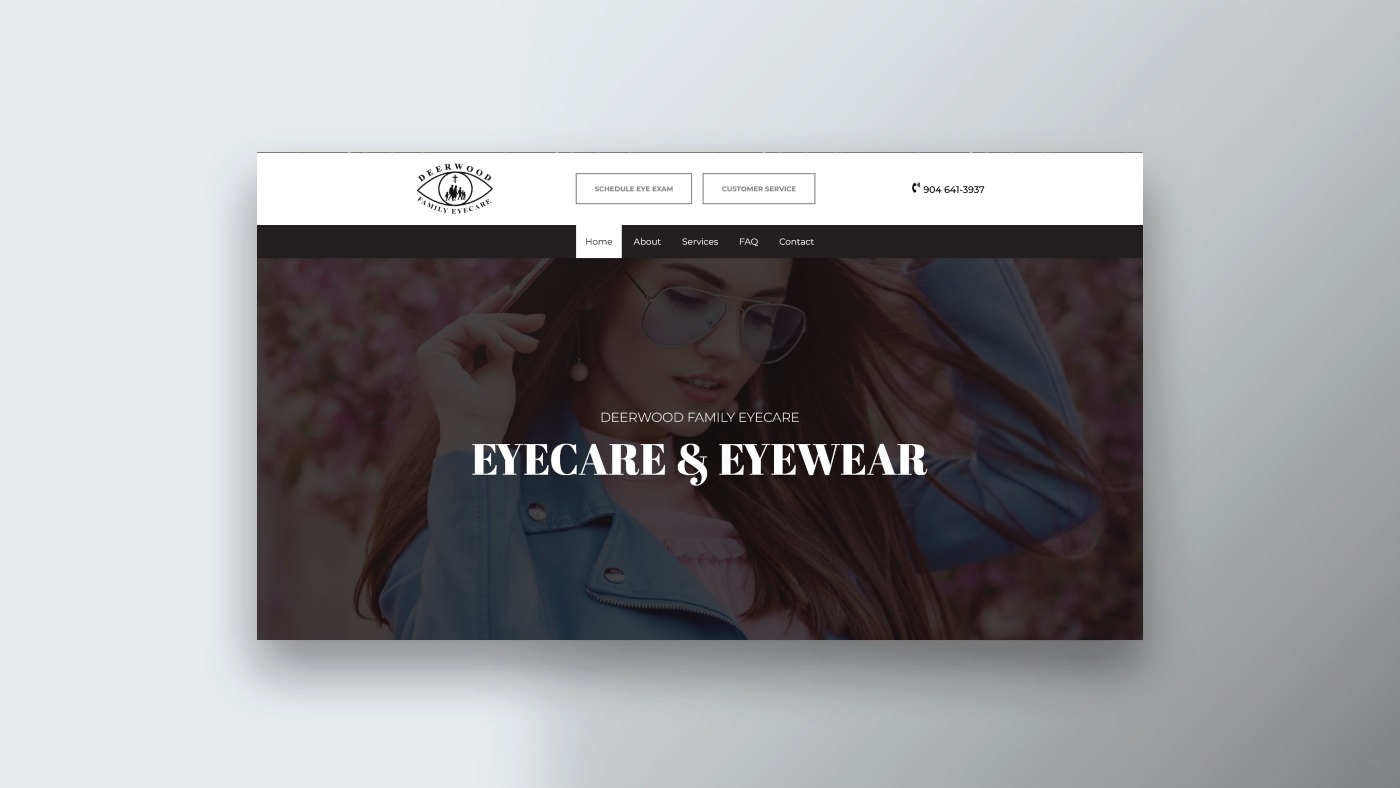 DEERWOOD
FAMILY EYECARE
SCHEDULE EYE EXAM
CUSTOMER SERVICE
904 641-3937
Home
About
Services
FAQ
Contact
DEERWOOD FAMILY EYECARE
EYECARE & EYEWEAR